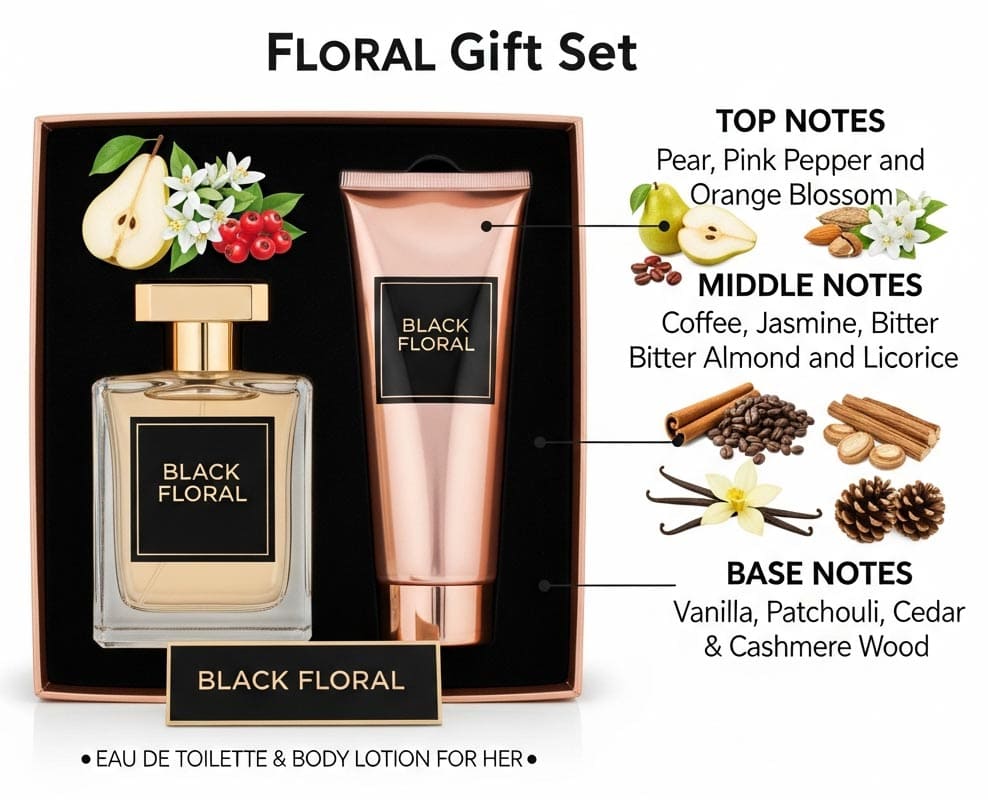 FLORAL Gift Set
TOP NOTES
Pear, Pink Pepper and
Orange Blossom
MIDDLE NOTES
Coffee, Jasmine, Bitter
Bitter Almond and Licorice
BASE NOTES
Vanilla, Patchouli, Cedar
& Cashmere Wood
BLACK
FLORAL
BLACK
FLORAL
BLACK FLORAL
• EAU DE TOILETTE & BODY LOTION FOR HER •